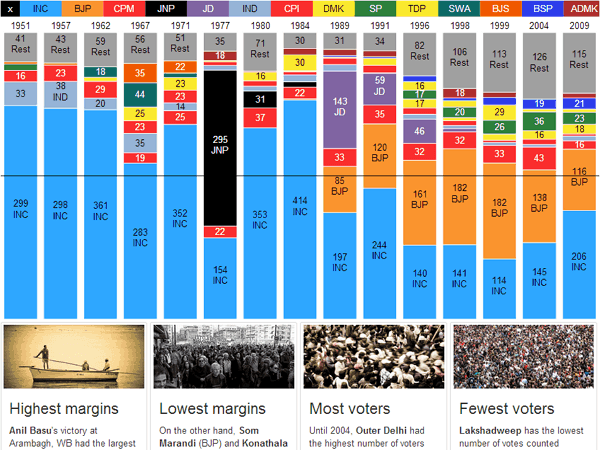 x INC BJP CPM JNP JD IND CPI DMK SP TDP SWA BJS BSP ADMK
1951 1957 1962 1967 1971 1977 1980 1984 1989 1991 1996 1998 1999 2004 2009
41
Rest
16
33
299
INC
43
Rest
23
38
IND
298
INC
59
Rest
18
29
20
361
INC
56
Rest
35
44
25
23
35
19
283
INC
51
Rest
22
23
23
14
25
352
INC
35
18
295
JNP
22
154
INC
71
Rest
16
31
37
353
INC
30
30
22
414
INC
31
143
JD
33
85
BJP
197
INC
34
59
JD
35
120
BJP
244
INC
82
Rest
16
17
17
46
32
161
BJP
140
INC
106
Rest
18
20
32
182
BJP
141
INC
113
Rest
29
26
33
182
BJP
114
INC
126
Rest
19
36
16
43
138
BJP
145
INC
115
Rest
21
23
18
16
116
BJP
206
INC
Highest margins
Anil Basu's victory at
Arambagh, WB had the largest
Lowest margins
On the other hand, Som
Marandi (BJP) and Konathala
Most voters
Until 2004, Outer Delhi had
the highest number of voters
Fewest voters
Lakshadweep has the lowest
number of votes counted